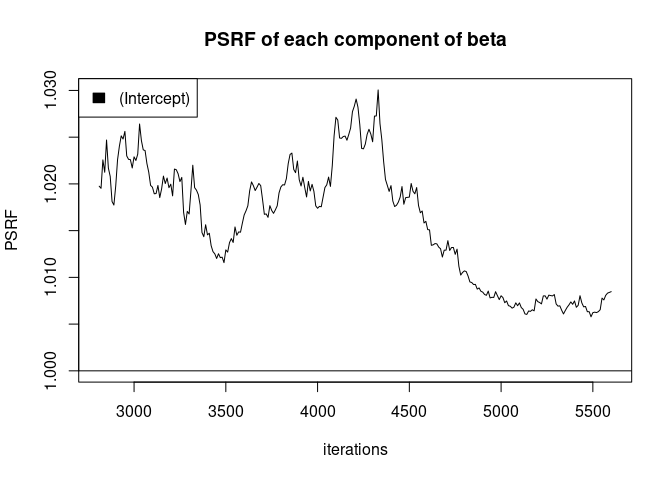 PSRF of each component of beta
(Intercept)
PSRF
1.030
1.020
1.010
1.000
3000 3500 4000 4500 5000 5500
iterations